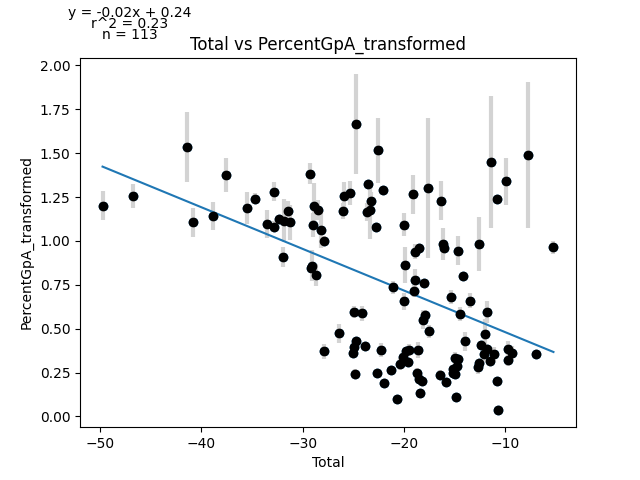 y = -0.02x + 0.24
r^2 = 0.23
n = 113
Total vs PercentGpA_transformed
2.00
1.75
1.50
1.25
1.00
0.75
0.50
0.25
0.00
PercentGpA_transformed
−50
−40
−30
−20
−10
Total